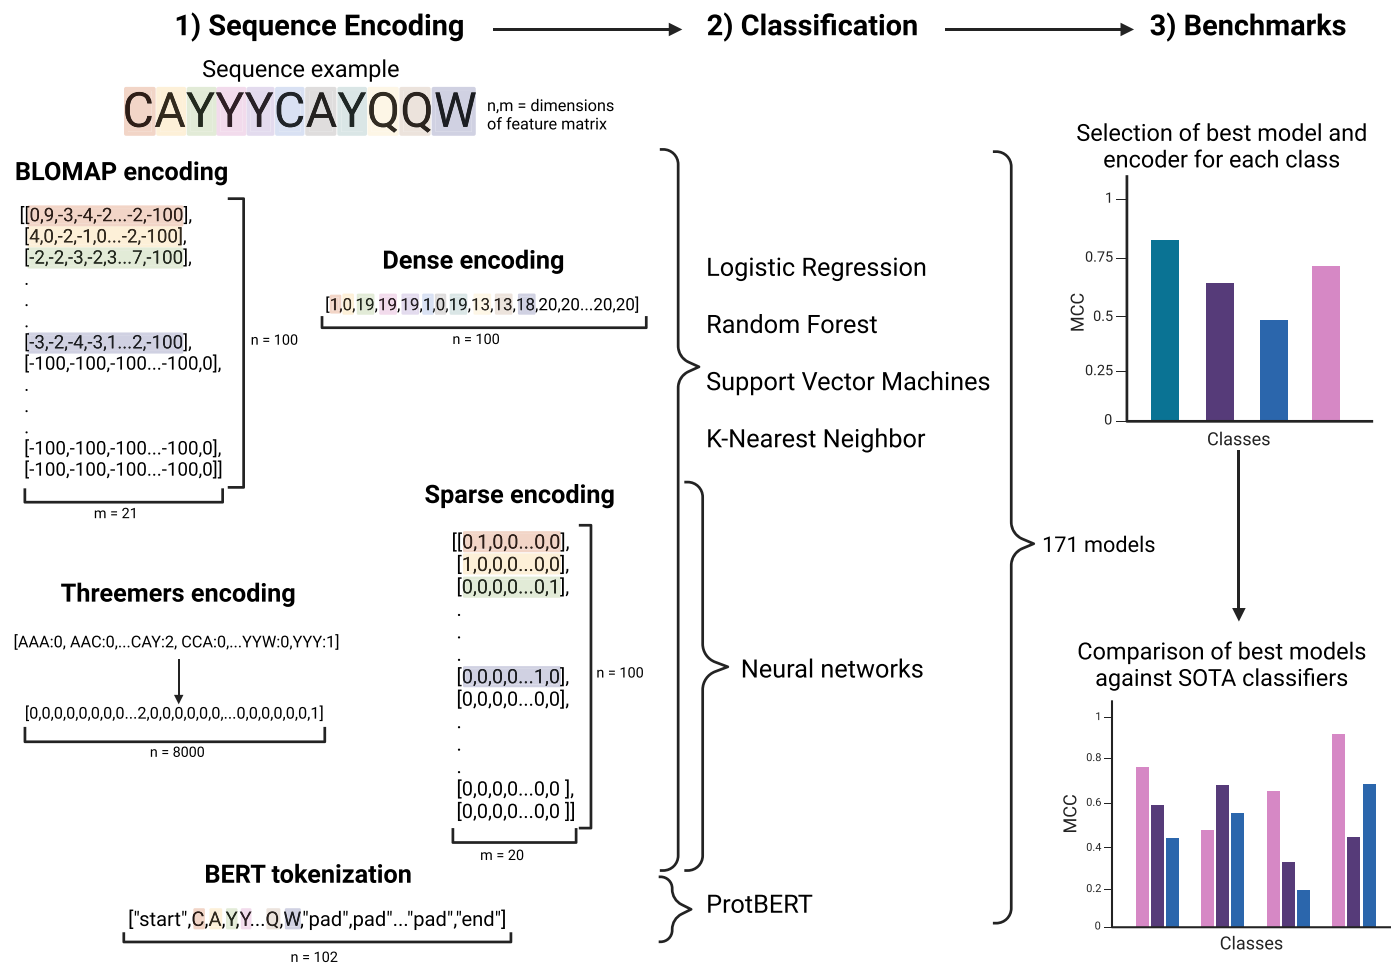 1) Sequence Encoding
2) Classification
3) Benchmarks
Sequence example
CAYYYCAYQQW
n,m = dimensions
of feature matrix
BLOMAP encoding
[[0,9,-3,-4,-2...-2,-100],
[4,0,-2,-1,0...-2,-100],
[-2,-2,-3,-2,3...7,-100],
.
.
.
[-3,-2,-4,-3,1...2,-100],
[-100,-100,-100...-100,0],
.
.
.
[-100,-100,-100...-100,0],
[-100,-100,-100...-100,0]]
n = 100
m = 21
Dense encoding
[1,0,19,19,19,1,0,19,13,13,18,20,20...20,20]
n = 100
Threemers encoding
[AAA:0, AAC:0,...CAY:2, CCA:0,...YYW:0,YYY:1]
[0,0,0,0,0,0,0,0...2,0,0,0,0,0,0,...0,0,0,0,0,0,1]
n = 8000
Sparse encoding
[[0,1,0,0...0,0],
[1,0,0,0...0,0],
[0,0,0,0...0,1],
.
.
.
[0,0,0,0...1,0],
[0,0,0,0...0,0],
.
.
.
[0,0,0,0...0,0 ],
[0,0,0,0...0,0 ]]
n = 100
m = 20
BERT tokenization
["start",C,A,Y,Y...Q,W,"pad",pad"..."pad","end"]
n = 102
Logistic Regression
Random Forest
Support Vector Machines
K-Nearest Neighbor
Neural networks
ProtBERT
171 models
Selection of best model and
encoder for each class
1
0.75
0.5
0.25
0
MCC
Classes
Comparison of best models
against SOTA classifiers
1
0.8
0.6
0.4
0.2
0
MCC
Classes